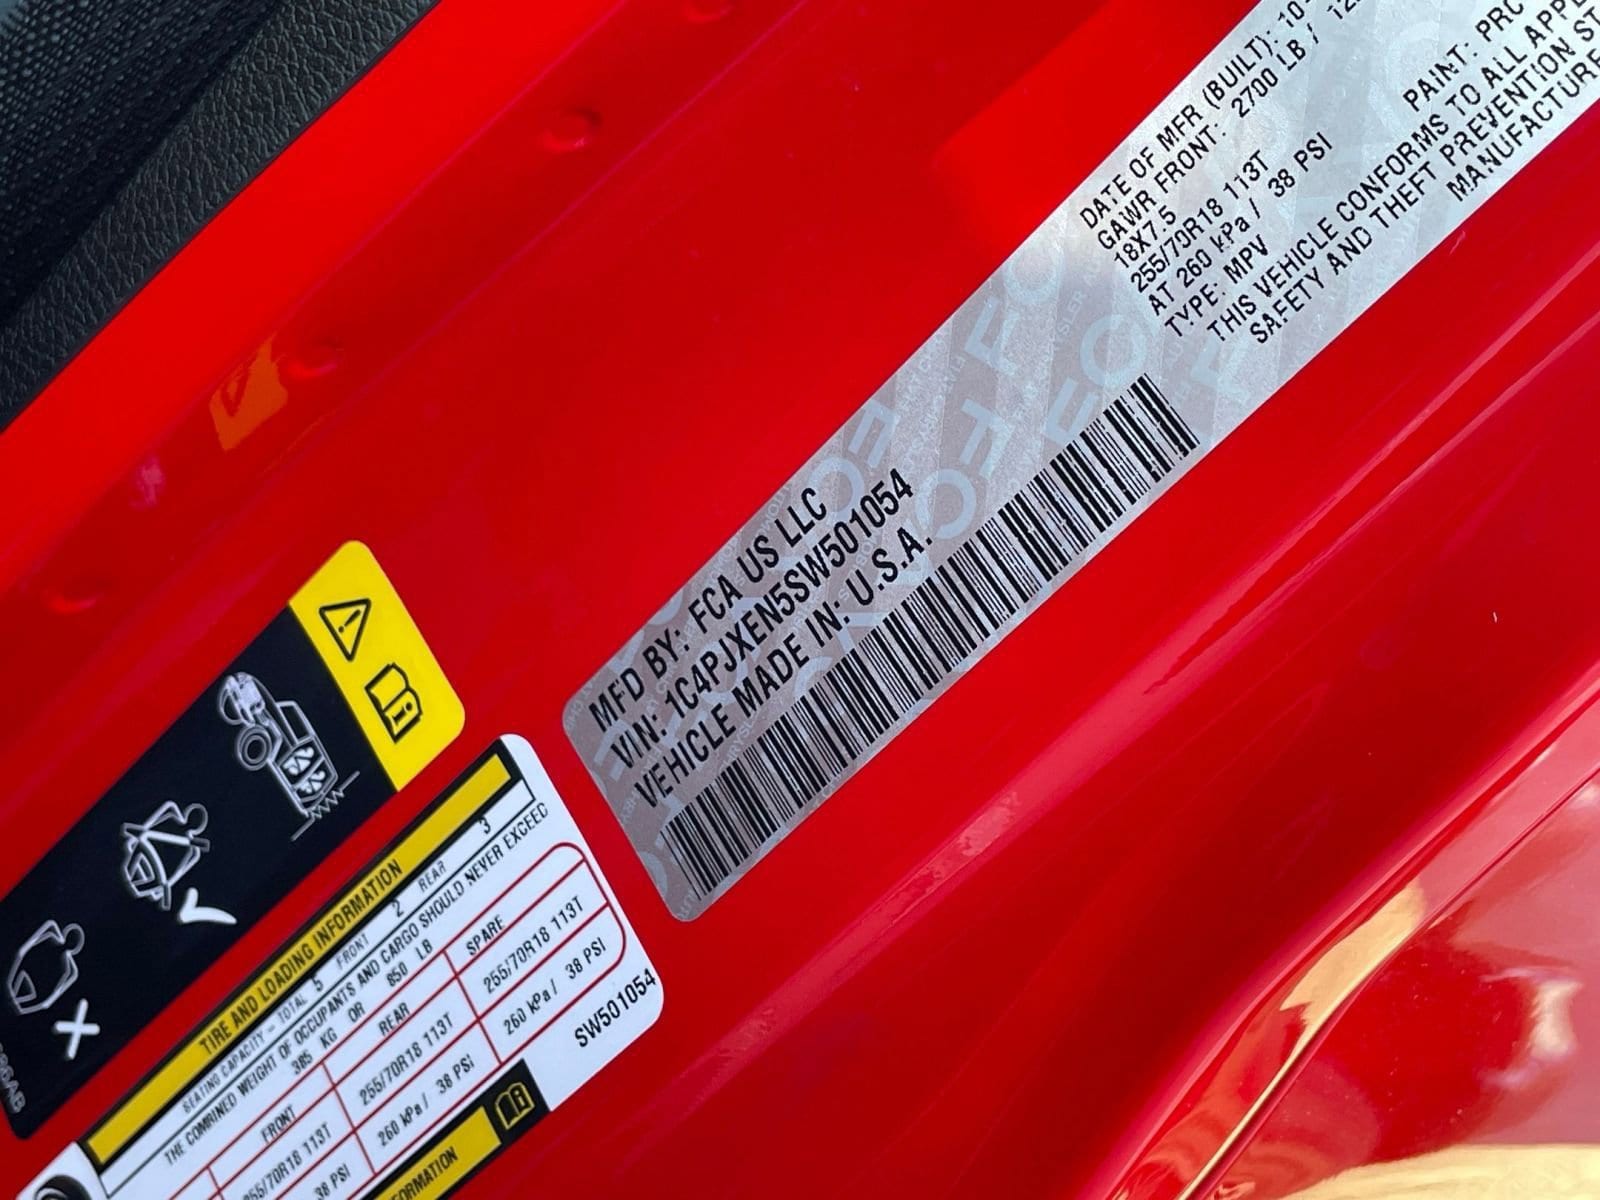 MFD BY: FCA US LLC
VIN: 1C4PJXEN5SW501054
VEHICLE MADE IN: U.S.A.
DATE OF MFR (BUILT): 10-
GAWR FRONT: 2700 LB /
18X7.5
255/70R18 113T
AT 260 kPa / 38 PSI
TYPE: MPV
PAINT: PRC
THIS VEHICLE CONFORMS TO ALL APPL
SAFETY AND THEFT PREVENTION ST
MANUFACTURE
TIRE AND LOADING INFORMATION
SEATING CAPACITY - TOTAL 5 FRONT 2 REAR 3
THE COMBINED WEIGHT OF OCCUPANTS AND CARGO SHOULD NEVER EXCEED
385 KG OR 850 LB
FRONT REAR SPARE
255/70R18 113T 255/70R18 113T 255/70R18 113T
38 PSI 260 kPa / 38 PSI 260 kPa / 38 PSI
SW501054